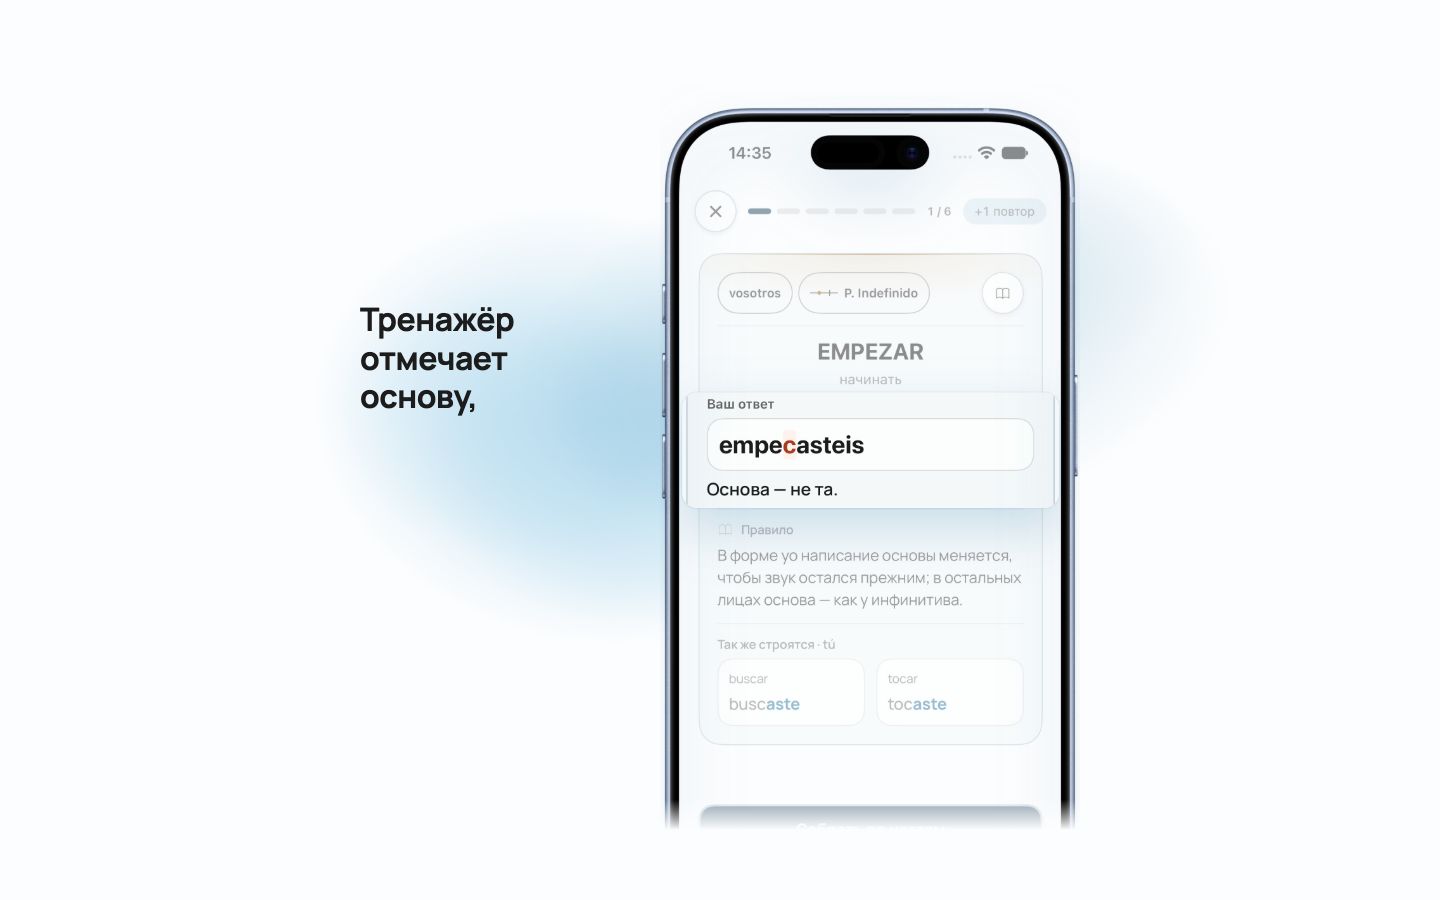 Тренажёр
отмечает
основу,
14:35
1 / 6
+1 повтор
vosotros
P. Indefinido
EMPEZAR
начинать
Ваш ответ
empecasteis
Основа — не та.
Правило
В форме yo написание основы меняется,
чтобы звук остался прежним; в остальных
лицах основа — как у инфинитива.
Так же строятся · tú
buscar
tocar
buscaste
tocaste